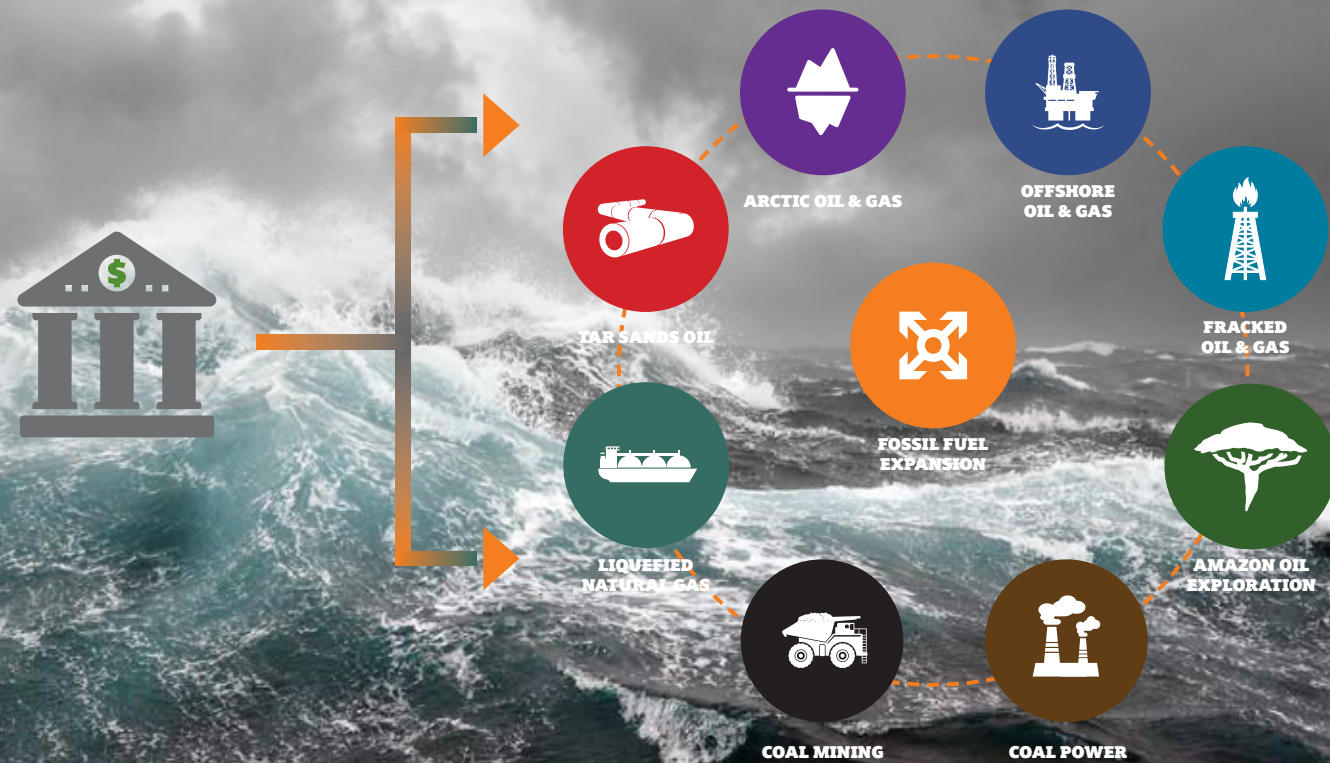 $
ARCTIC OIL & GAS
OFFSHORE
OIL & GAS
TAR SANDS OIL
FRACKED
OIL & GAS
FOSSIL FUEL
EXPANSION
LIQUEFIED
NATURAL GAS
AMAZON OIL
EXPLORATION
COAL MINING
COAL POWER